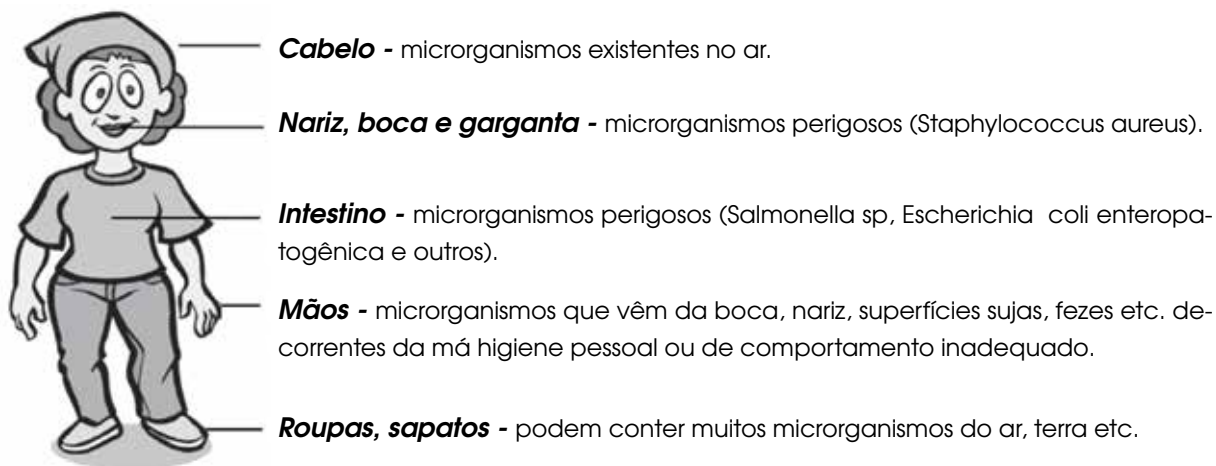 Cabelo - microrganismos existentes no ar.
Nariz, boca e garganta - microrganismos perigosos (Staphylococcus aureus).
Intestino - microrganismos perigosos (Salmonella sp, Escherichia coli enteropa-
togênica e outros).
Mãos - microrganismos que vêm da boca, nariz, superfícies sujas, fezes etc. de-
correntes da má higiene pessoal ou de comportamento inadequado.
Roupas, sapatos - podem conter muitos microrganismos do ar, terra etc.